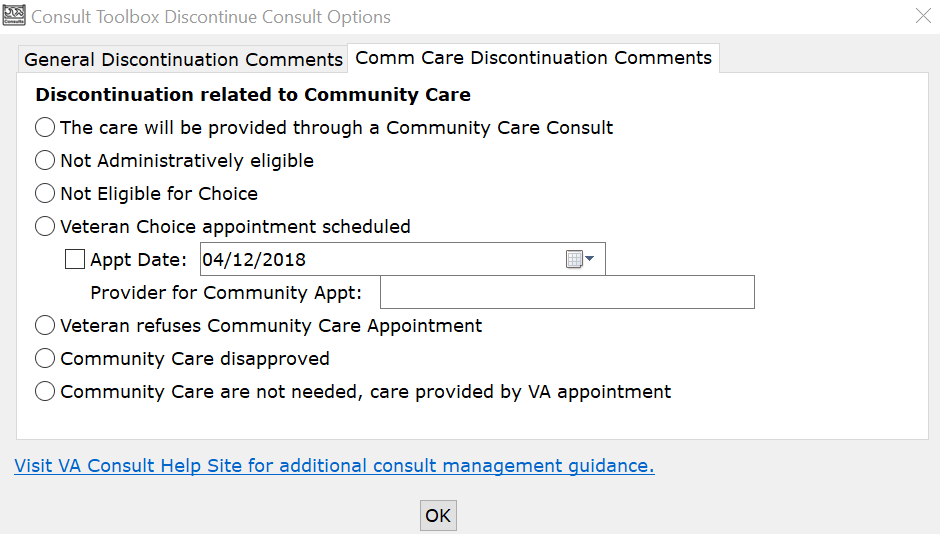 Consults
Consult Toolbox Discontinue Consult Options
General Discontinuation Comments
Comm Care Discontinuation Comments
Discontinuation related to Community Care
The care will be provided through a Community Care Consult
Not Administratively eligible
Not Eligible for Choice
Veteran Choice appointment scheduled
Appt Date: 04/12/2018
Provider for Community Appt:
Veteran refuses Community Care Appointment
Community Care disapproved
Community Care are not needed, care provided by VA appointment
Visit VA Consult Help Site for additional consult management guidance.
OK